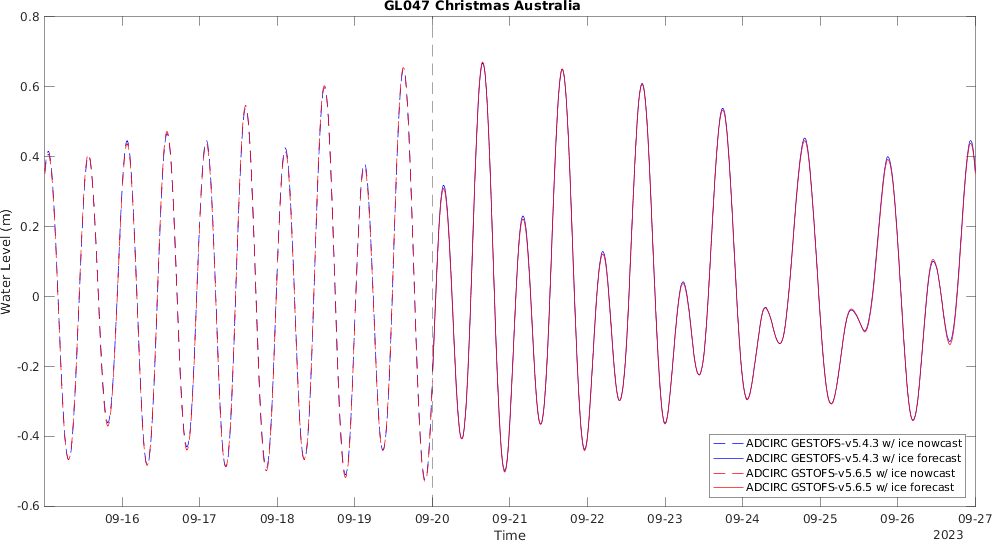 GL047 Christmas Australia
0.8
0.6
0.4
0.2
0
-0.2
-0.4
-0.6
Water Level (m)
ADCIRC GESTOFS-v5.4.3 w/ ice nowcast
ADCIRC GESTOFS-v5.4.3 w/ ice forecast
ADCIRC GSTOFS-v5.6.5 w/ ice nowcast
ADCIRC GSTOFS-v5.6.5 w/ ice forecast
09-16 09-17 09-18 09-19 09-20 09-21 09-22 09-23 09-24 09-25 09-26 09-27
Time
2023